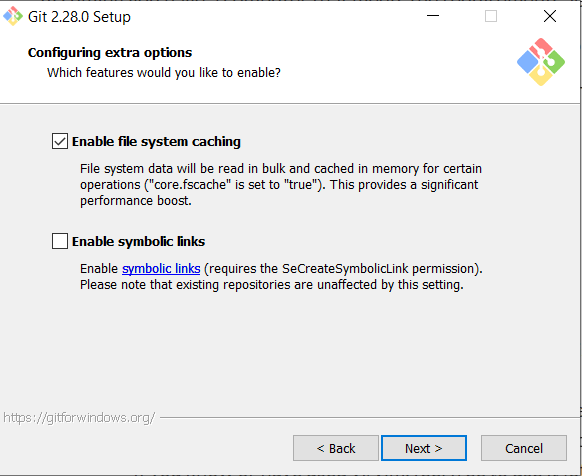 Git 2.28.0 Setup
Configuring extra options
Which features would you like to enable?
Enable file system caching
File system data will be read in bulk and cached in memory for certain
operations ("core.fscache" is set to "true"). This provides a significant
performance boost.
Enable symbolic links
Enable symbolic links (requires the SeCreateSymbolicLink permission).
Please note that existing repositories are unaffected by this setting.
https://gitforwindows.org/
< Back
Next >
Cancel